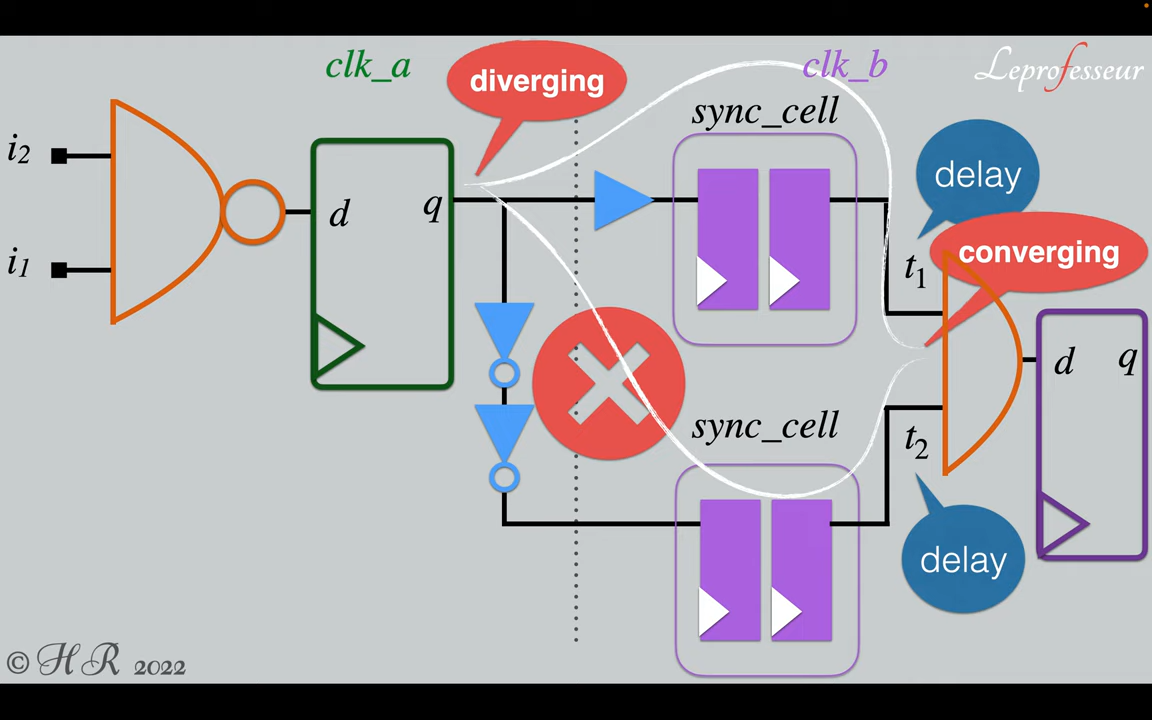 clk_a
clk_b
Leprofesseur
diverging
sync_cell
i2
d
q
delay
i1
t1
converging
d
q
sync_cell
t2
delay
© HR 2022